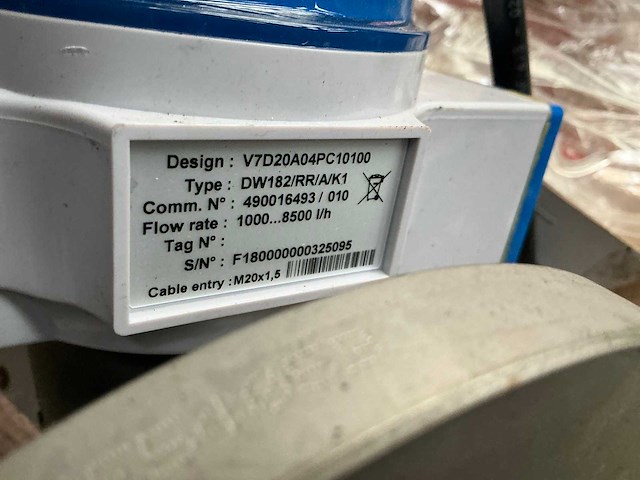 Design : V7D20A04PC10100
Type : DW182/RR/A/K1
Comm. N° : 490016493 / 010
Flow rate : 1000...8500 l/h
Tag N° :
S/N° : F180000000325095
Cable entry : M20x1,5